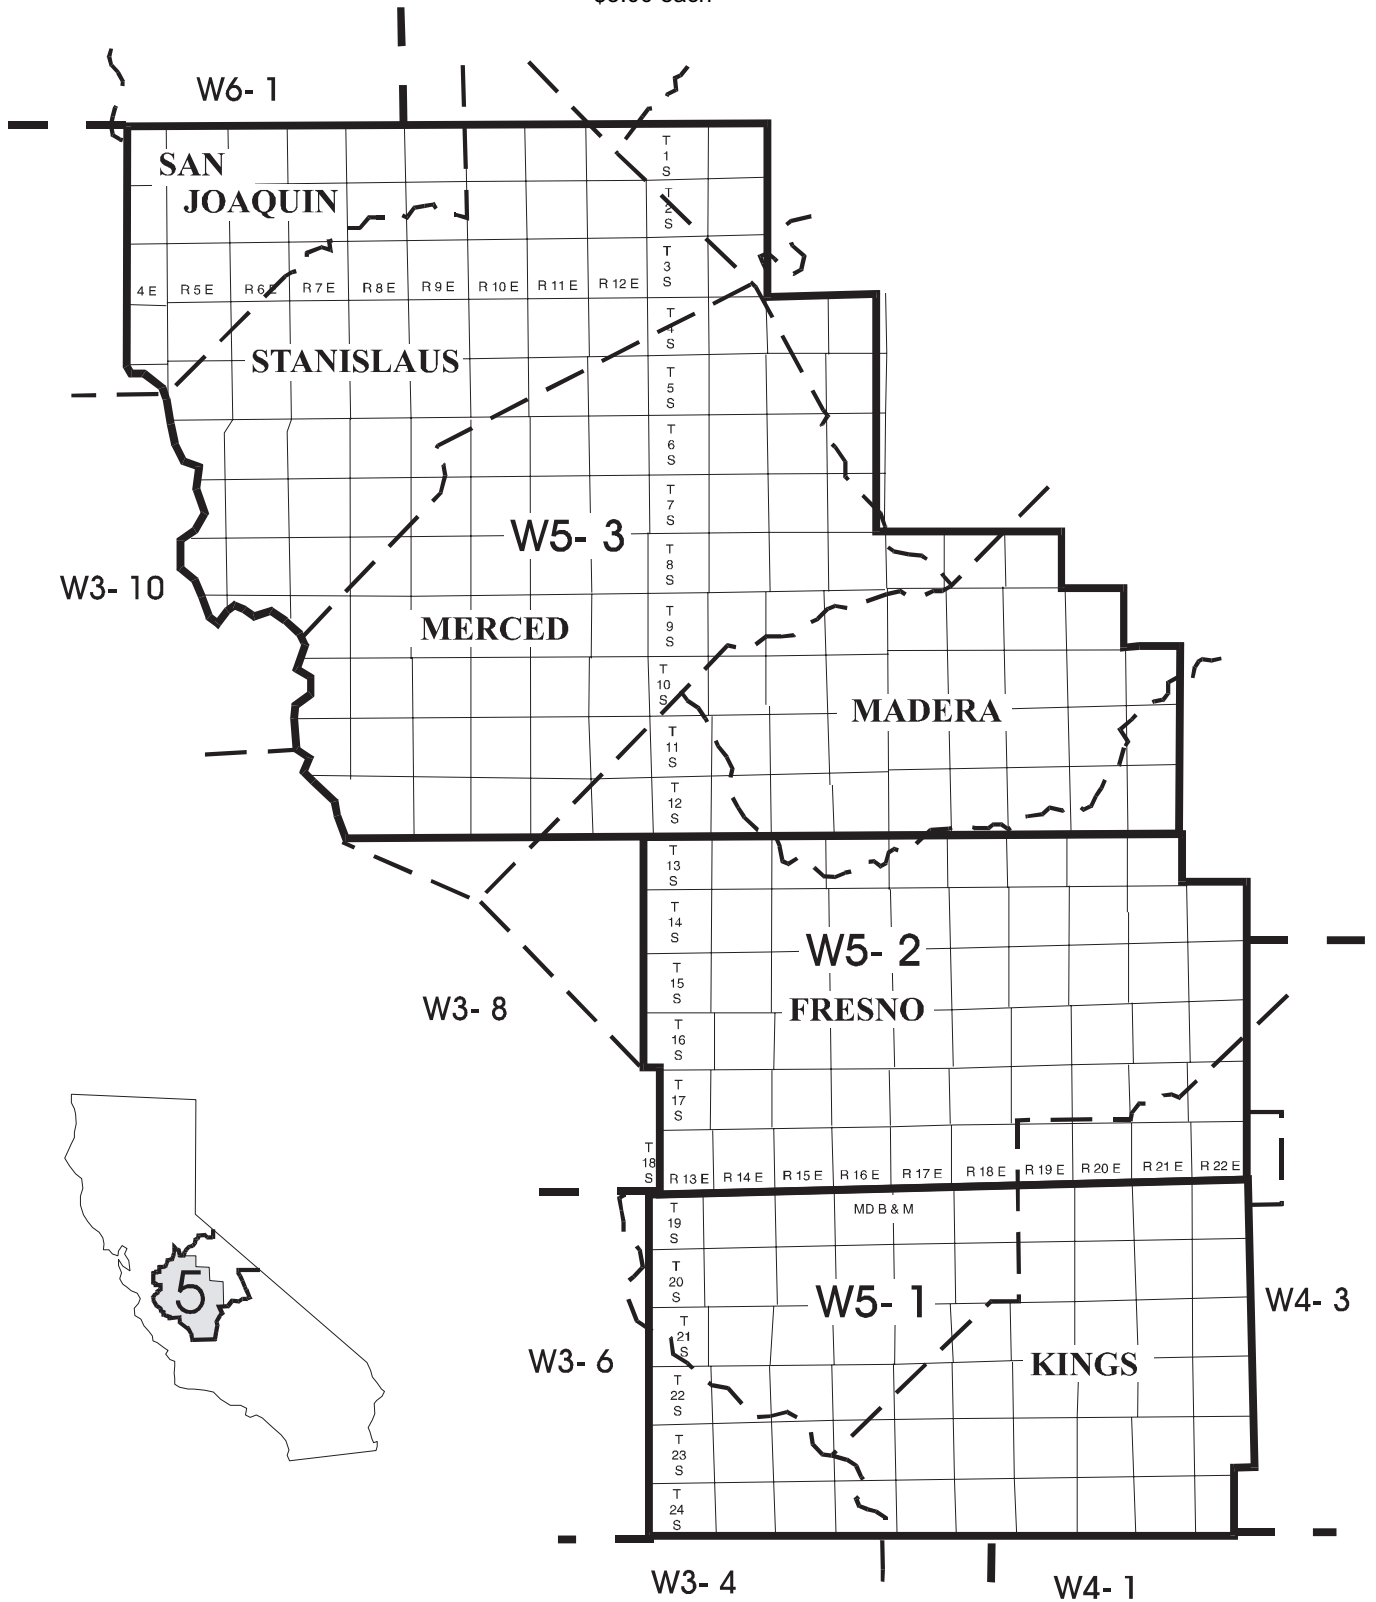 W6- 1
SAN
JOAQUIN
T
1
S
T
2
S
T
3
S
4 E R 5 E R 6 E R 7 E R 8 E R 9 E R 10 E R 11 E R 12 E
T
4
S
STANISLAUS
T
5
S
T
6
S
T
7
S
W5- 3
T
8
S
W3- 10
MERCED
T
9
S
T
10
S
MADERA
T
11
S
T
12
S
T
13
S
T
14
S
W5- 2
T
15
S
W3- 8
FRESNO
T
16
S
T
17
S
T
18
S
R 13 E R 14 E R 15 E R 16 E R 17 E R 18 E R 19 E R 20 E R 21 E R 22 E
T
19
S
MD B & M
T
20
S
5
W5- 1
W4- 3
T
21
S
W3- 6
KINGS
T
22
S
T
23
S
T
24
S
W3- 4
W4- 1